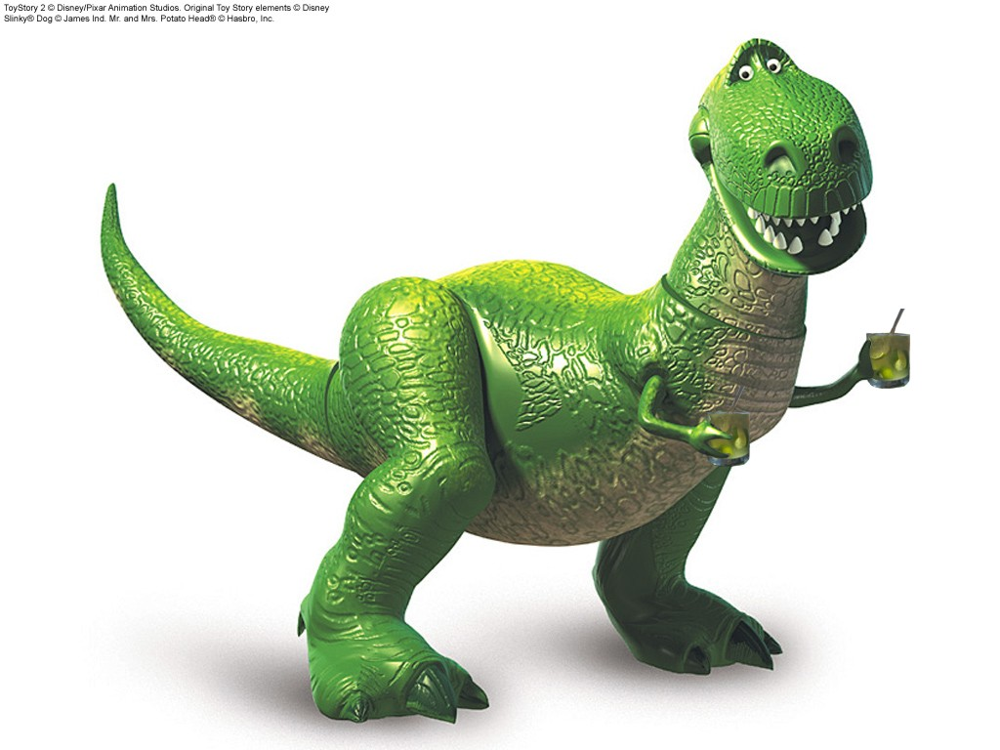 ToyStory 2 © Disney/Pixar Animation Studios. Original Toy Story elements © Disney
Slinky® Dog © James Ind. Mr. and Mrs. Potato Head® © Hasbro, Inc.